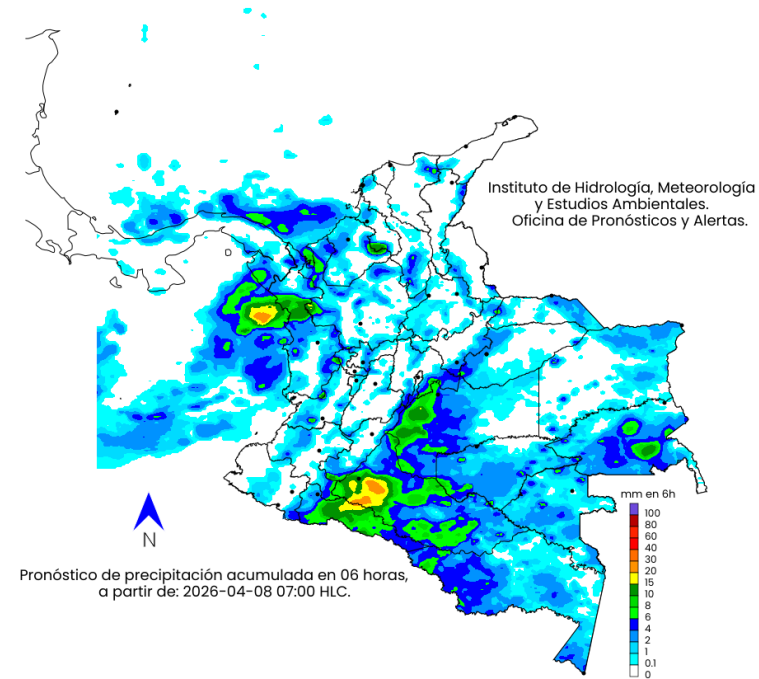 Instituto de Hidrología, Meteorología
y Estudios Ambientales.
Oficina de Pronósticos y Alertas.
mm en 6h
100
80
60
40
30
20
15
10
8
6
4
2
1
0.1
0
N
Pronóstico de precipitación acumulada en 06 horas,
a partir de: 2026-04-08 07:00 HLC.